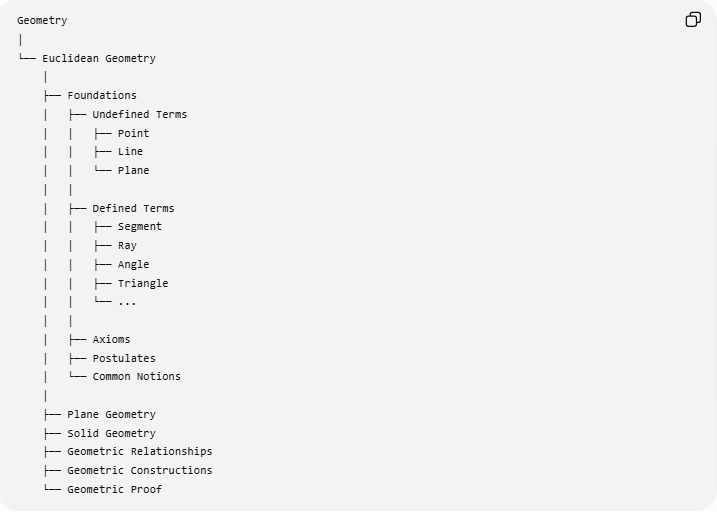 Geometry
│
└── Euclidean Geometry
    │
    ├── Foundations
    │   ├── Undefined Terms
    │   │   ├── Point
    │   │   ├── Line
    │   │   └── Plane
    │   │
    │   ├── Defined Terms
    │   │   ├── Segment
    │   │   ├── Ray
    │   │   ├── Angle
    │   │   ├── Triangle
    │   │   └── ...
    │   │
    │   ├── Axioms
    │   ├── Postulates
    │   └── Common Notions
    │
    ├── Plane Geometry
    ├── Solid Geometry
    ├── Geometric Relationships
    ├── Geometric Constructions
    └── Geometric Proof